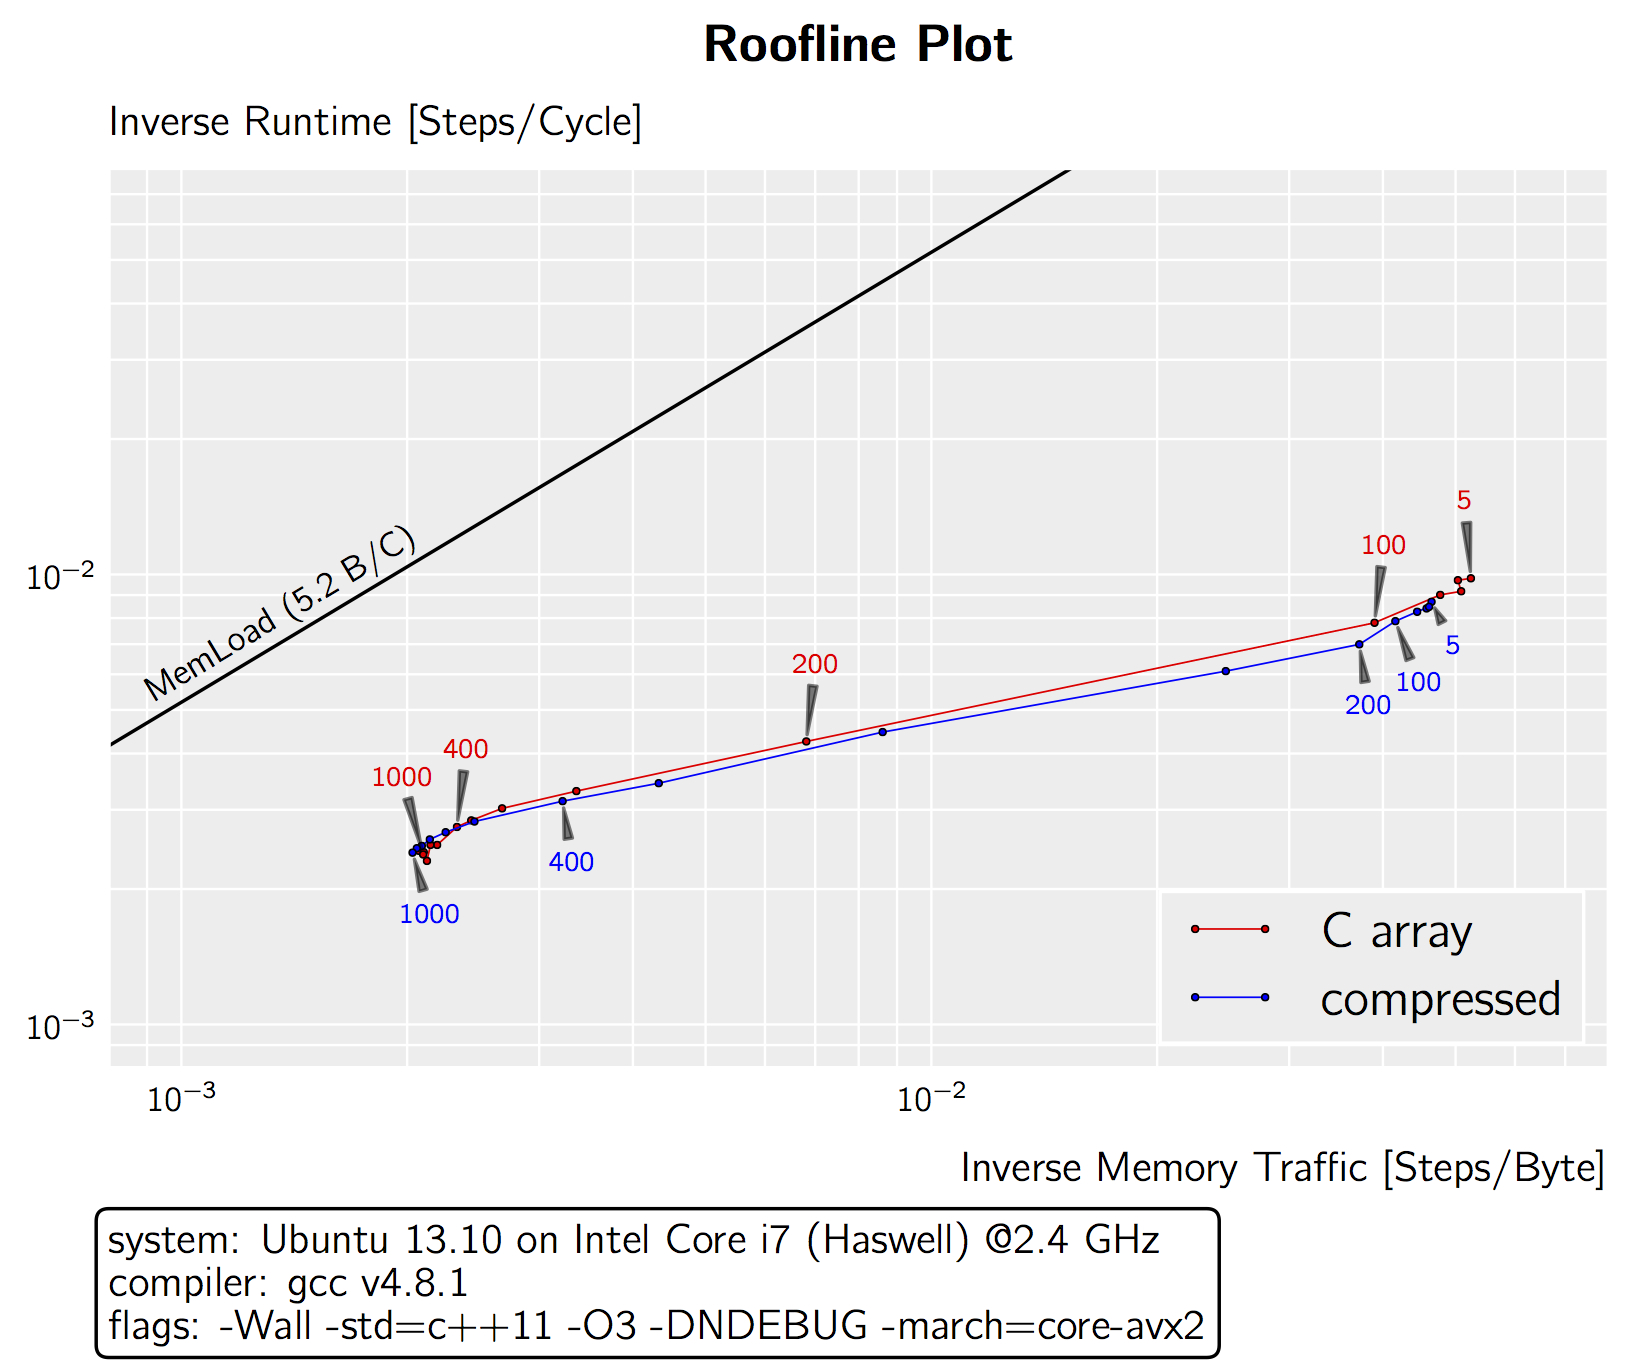 Roofline Plot
Inverse Runtime [Steps/Cycle]
MemLoad (5.2 B/C)
5
100
10⁻²
200
5
100
200
400
1000
400
1000
C array
compressed
10⁻³
10⁻³
10⁻²
Inverse Memory Traffic [Steps/Byte]
system: Ubuntu 13.10 on Intel Core i7 (Haswell) @2.4 GHz
compiler: gcc v4.8.1
flags: -Wall -std=c++11 -O3 -DNDEBUG -march=core-avx2